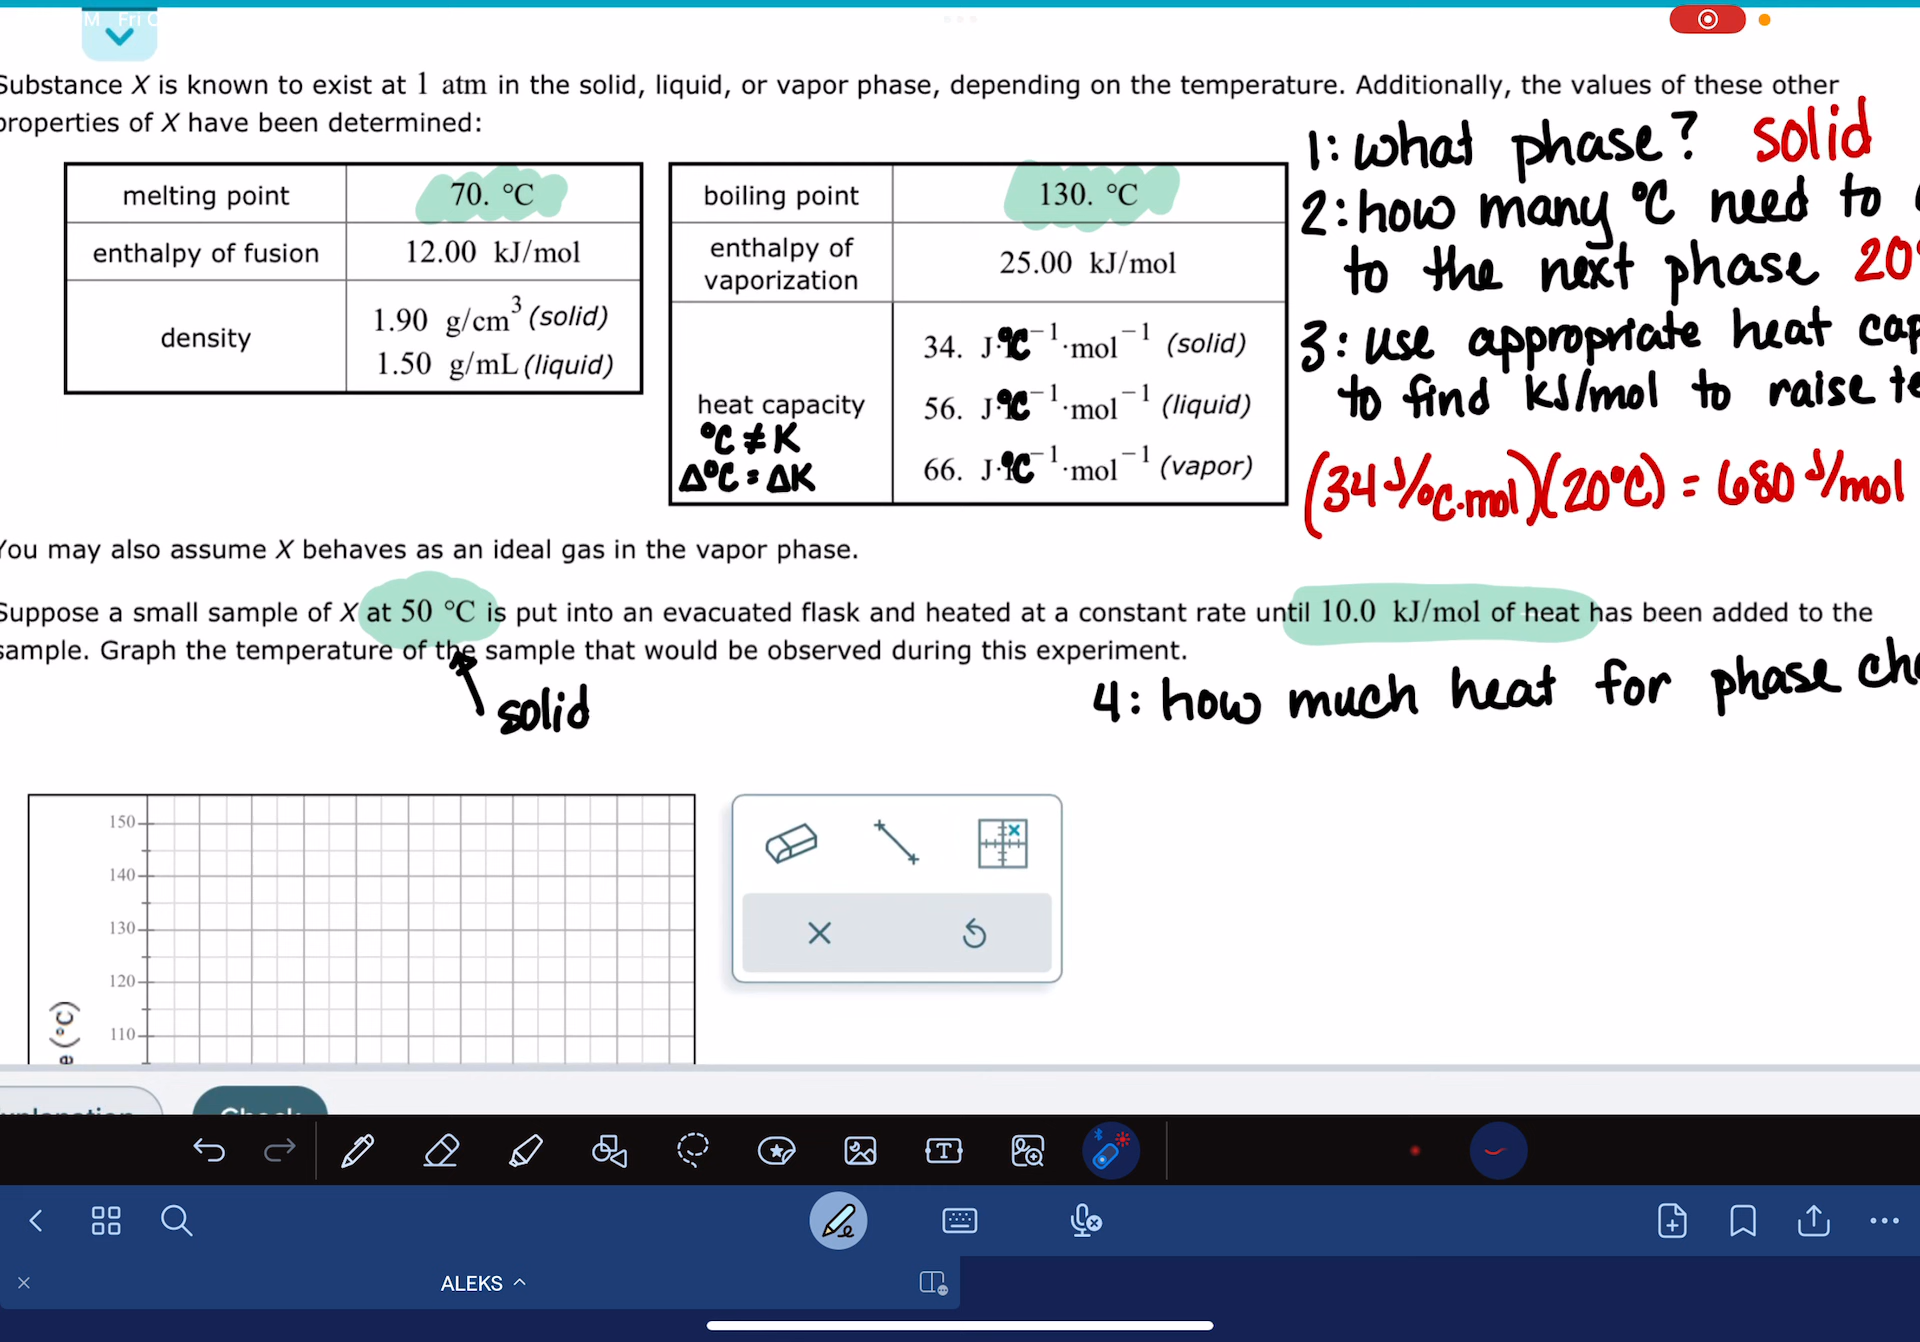 M Fri
Substance X is known to exist at 1 atm in the solid, liquid, or vapor phase, depending on the temperature. Additionally, the values of these other
properties of X have been determined:
melting point 70. °C
enthalpy of fusion 12.00 kJ/mol
density 1.90 g/cm³ (solid)
1.50 g/mL (liquid)
boiling point 130. °C
enthalpy of vaporization 25.00 kJ/mol
heat capacity
°C ≠ K
Δ°C = ΔK
34. J·°C⁻¹·mol⁻¹ (solid)
56. J·°C⁻¹·mol⁻¹ (liquid)
66. J·°C⁻¹·mol⁻¹ (vapor)
1: what phase? solid
2: how many °C need to
to the next phase 20°
3: use appropriate heat cap
to find kJ/mol to raise te
(34 J/°C·mol)(20°C) = 680 J/mol
You may also assume X behaves as an ideal gas in the vapor phase.
Suppose a small sample of X at 50 °C is put into an evacuated flask and heated at a constant rate until 10.0 kJ/mol of heat has been added to the
sample. Graph the temperature of the sample that would be observed during this experiment.
solid
4: how much heat for phase cha
150
140
130
120
110
e (°C)
Explanation
Check
ALEKS